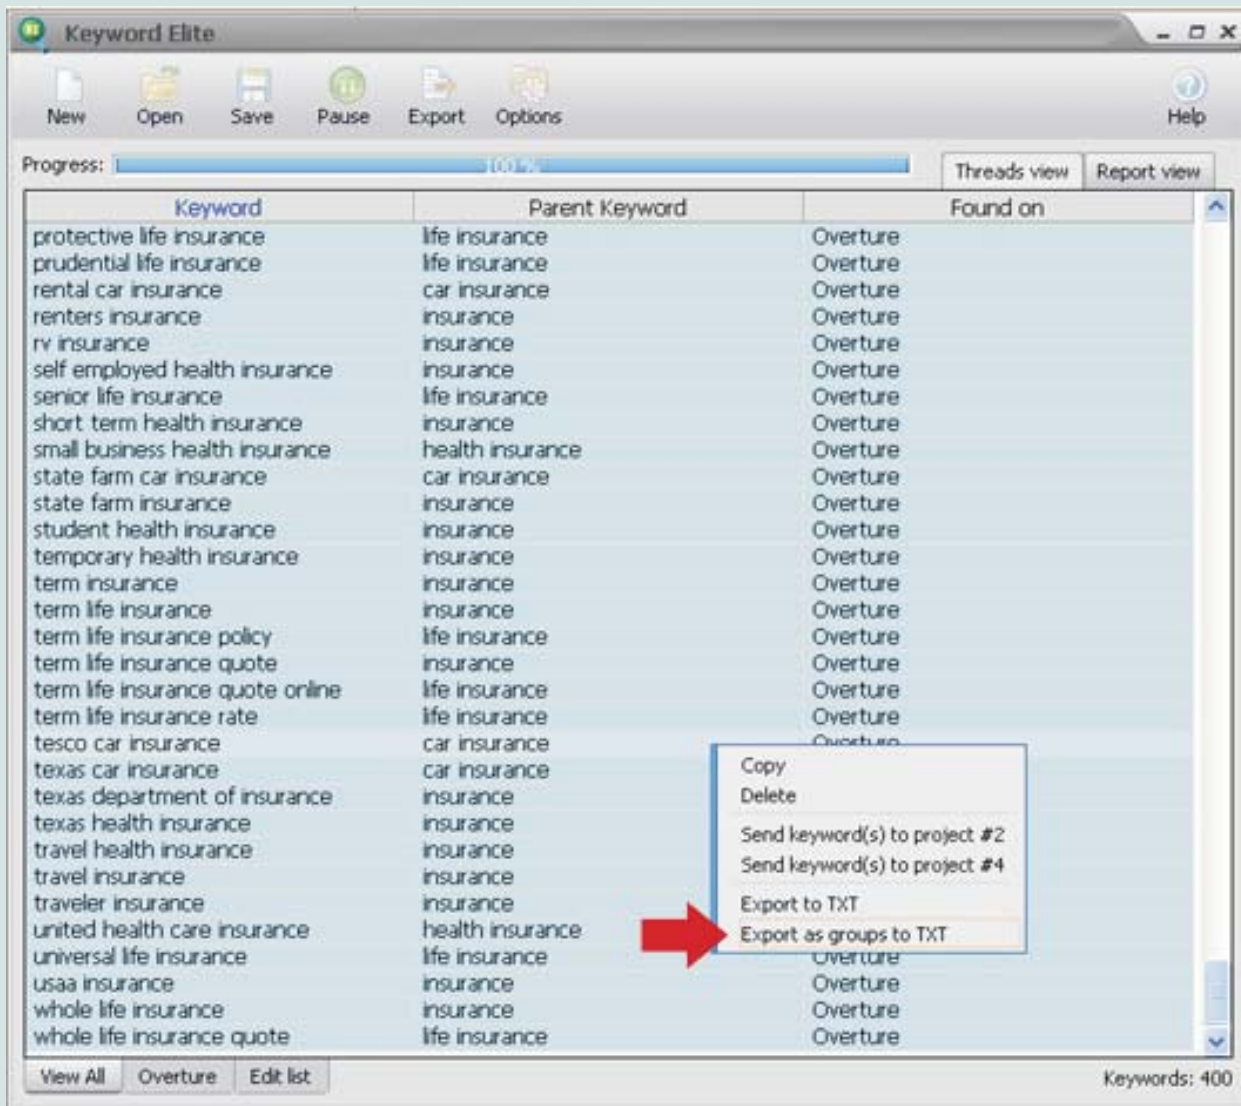 Keyword Elite
New Open Save Pause Export Options Help
Progress: 100 % Threads view Report view
Keyword Parent Keyword Found on
protective life insurance life insurance Overture
prudential life insurance life insurance Overture
rental car insurance car insurance Overture
renters insurance insurance Overture
rv insurance insurance Overture
self employed health insurance insurance Overture
senior life insurance life insurance Overture
short term health insurance insurance Overture
small business health insurance health insurance Overture
state farm car insurance car insurance Overture
state farm insurance insurance Overture
student health insurance insurance Overture
temporary health insurance insurance Overture
term insurance insurance Overture
term life insurance insurance Overture
term life insurance policy life insurance Overture
term life insurance quote insurance Overture
term life insurance quote online life insurance Overture
term life insurance rate life insurance Overture
tesco car insurance car insurance Overture
texas car insurance car insurance
texas department of insurance insurance
texas health insurance insurance
travel health insurance insurance
travel insurance insurance
traveler insurance insurance
united health care insurance health insurance
universal life insurance life insurance Overture
usaa insurance insurance Overture
whole life insurance insurance Overture
whole life insurance quote life insurance Overture
Copy
Delete
Send keyword(s) to project #2
Send keyword(s) to project #4
Export to TXT
Export as groups to TXT
View All Overture Edit list Keywords: 400